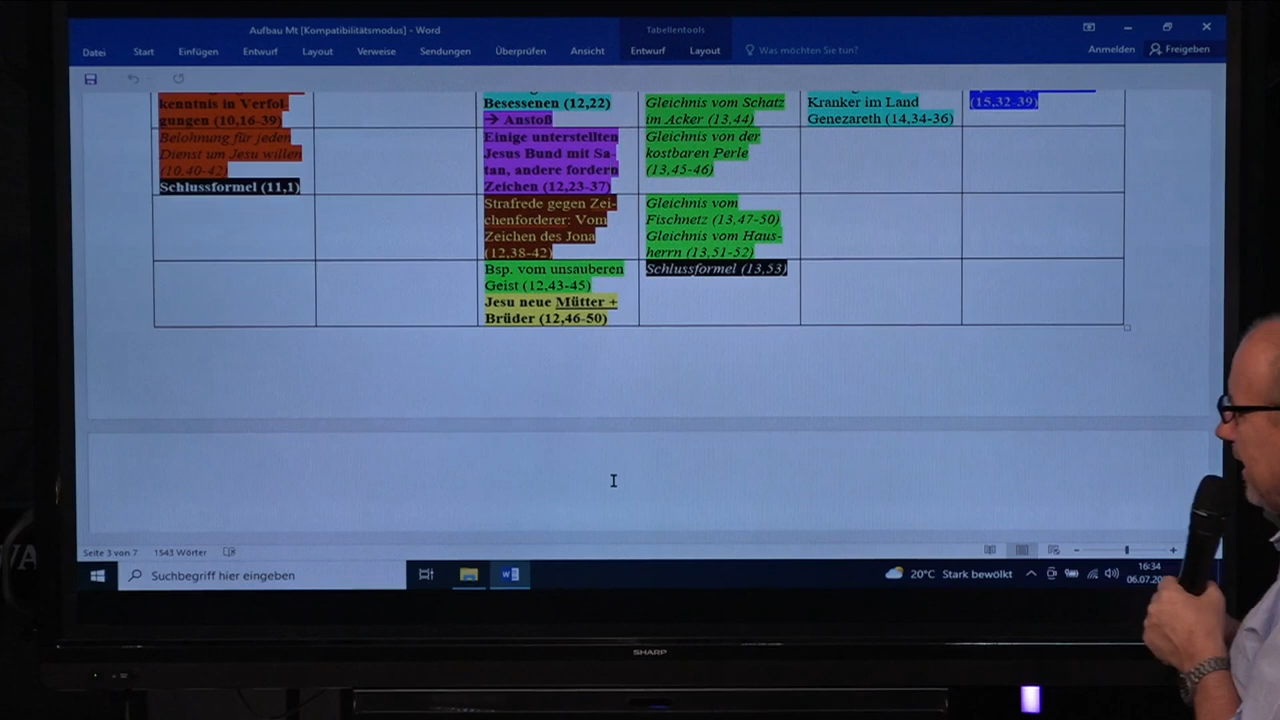 Aufbau Mt [Kompatibilitätsmodus] - Word
Tabellentools
Datei Start Einfügen Entwurf Layout Verweise Sendungen Überprüfen Ansicht Entwurf Layout Was möchten Sie tun? Anmelden Freigeben
kenntnis in Verfol-
gungen (10,16-39)
Belohnung für jeden
Dienst um Jesu willen
(10,40-42)
Schlussformel (11,1)
Besessenen (12,22)
→ Anstoß
Einige unterstellten
Jesus Bund mit Sa-
tan, andere fordern
Zeichen (12,23-37)
Strafrede gegen Zei-
chenforderer: Vom
Zeichen des Jona
(12,38-42)
Bsp. vom unsauberen
Geist (12,43-45)
Jesu neue Mütter +
Brüder (12,46-50)
Gleichnis vom Schatz
im Acker (13,44)
Gleichnis von der
kostbaren Perle
(13,45-46)
Gleichnis vom
Fischnetz (13,47-50)
Gleichnis vom Haus-
herrn (13,51-52)
Schlussformel (13,53)
Kranker im Land
Genezareth (14,34-36)
(15,32-39)
Seite 3 von 7 1543 Wörter
Suchbegriff hier eingeben
20°C Stark bewölkt
16:34
06.07.20
SHARP